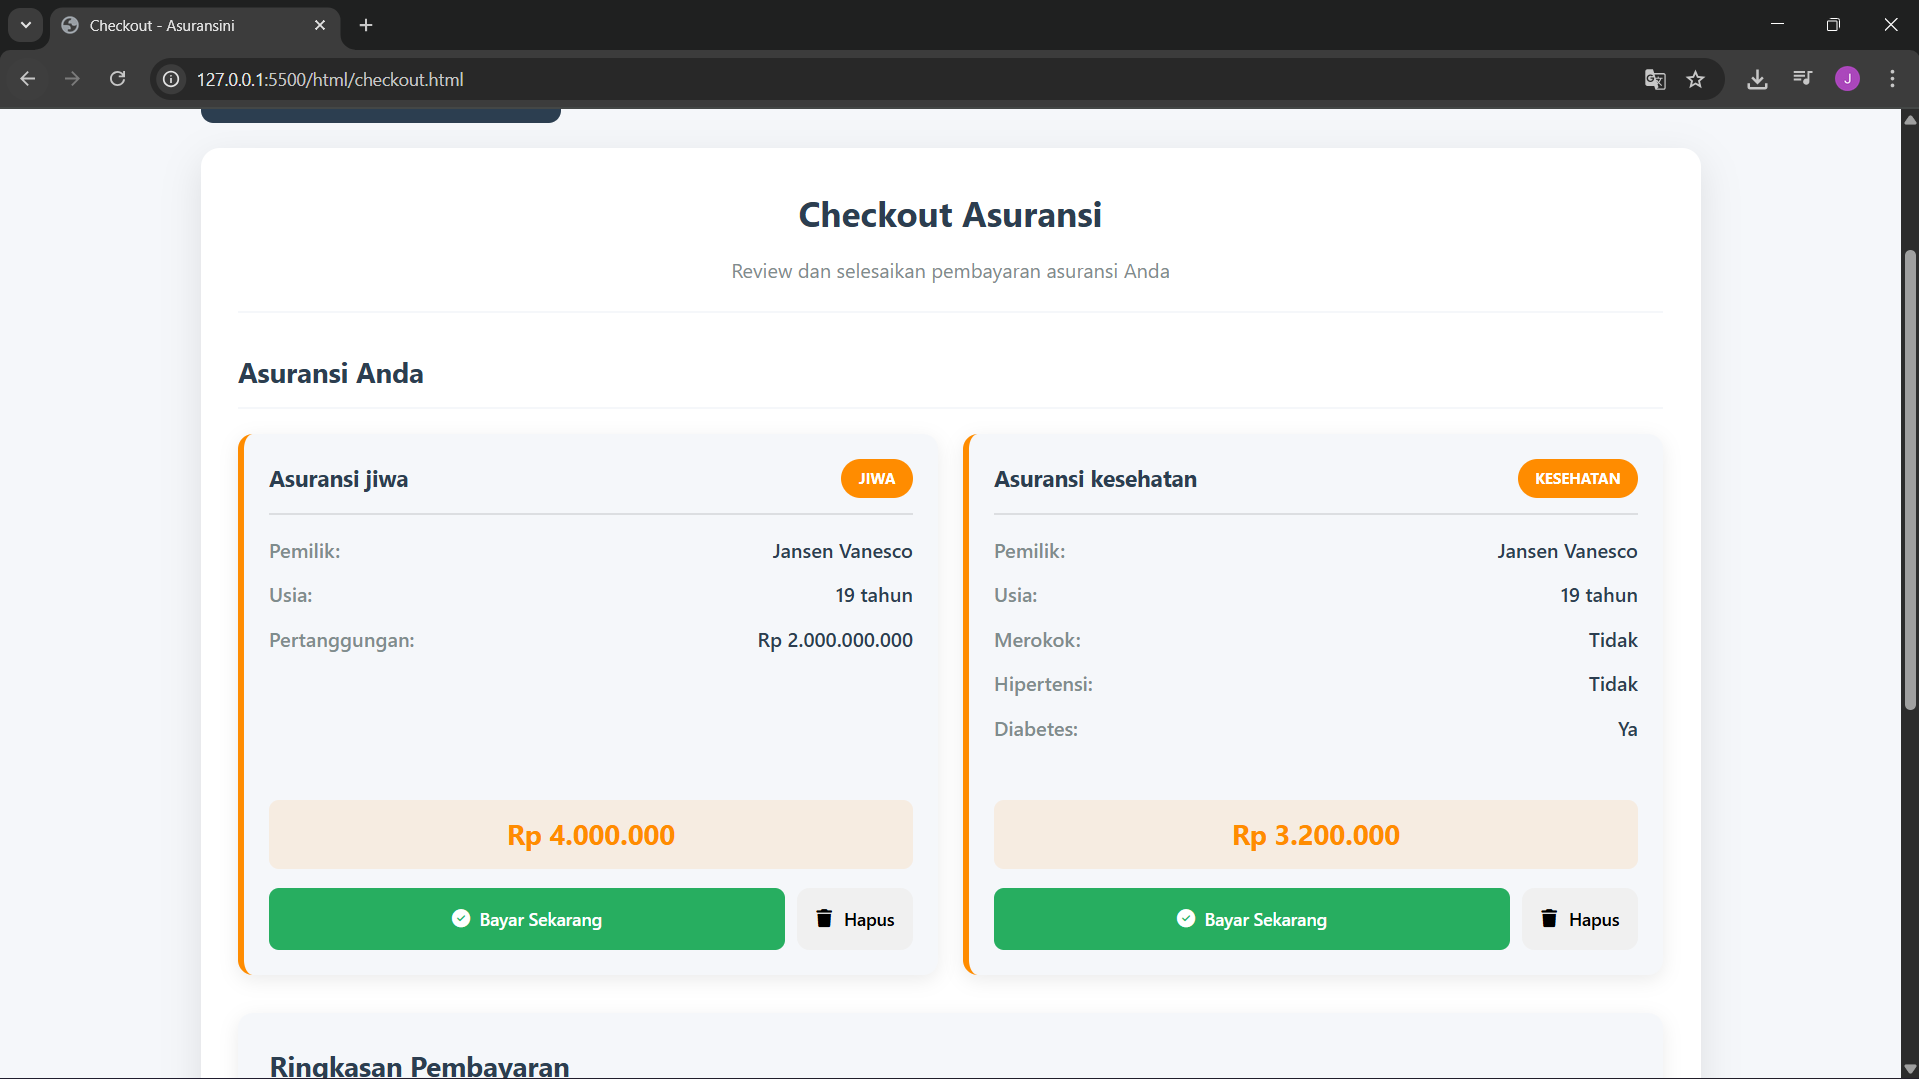 Checkout - Asuransini
127.0.0.1:5500/html/checkout.html
J
Checkout Asuransi
Review dan selesaikan pembayaran asuransi Anda
Asuransi Anda
Asuransi jiwa
JIWA
Pemilik:
Jansen Vanesco
Usia:
19 tahun
Pertanggungan:
Rp 2.000.000.000
Rp 4.000.000
Bayar Sekarang
Hapus
Asuransi kesehatan
KESEHATAN
Pemilik:
Jansen Vanesco
Usia:
19 tahun
Merokok:
Tidak
Hipertensi:
Tidak
Diabetes:
Ya
Rp 3.200.000
Bayar Sekarang
Hapus
Ringkasan Pembayaran